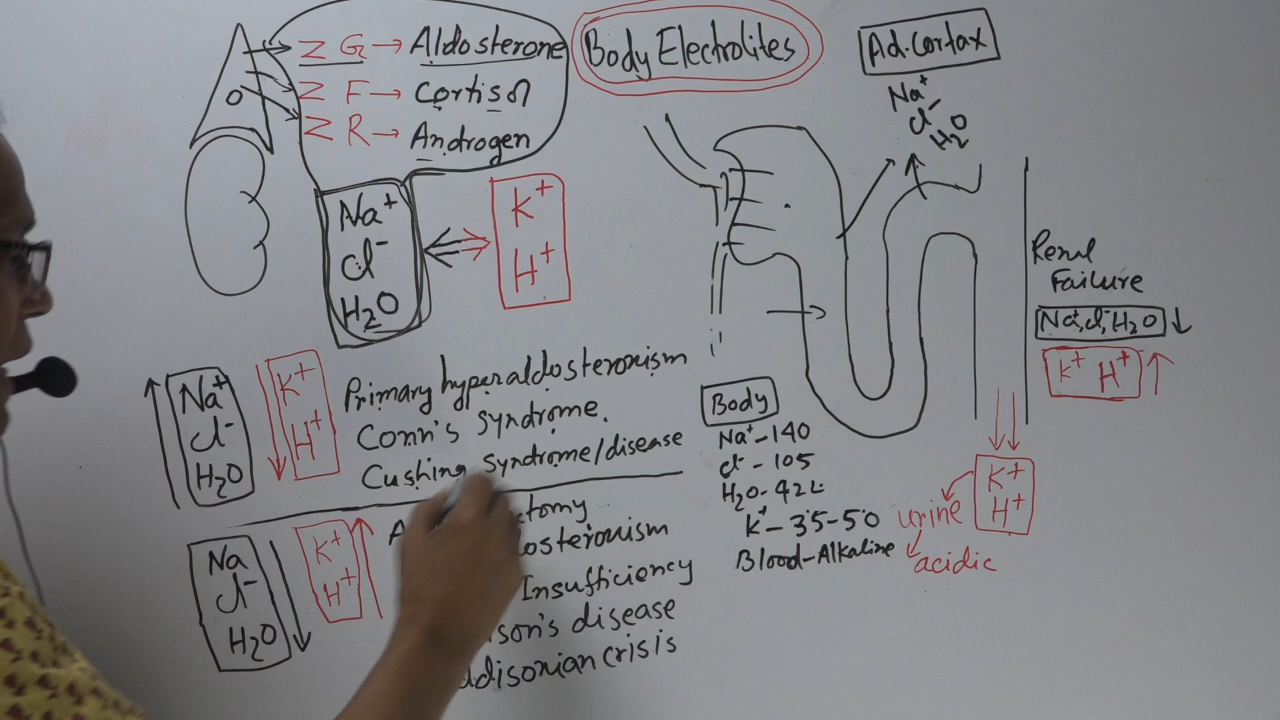 Z G → Aldosterone
Z F → Cortisol
Z R → Androgen
Body Electrolites
Ad.Cortax
Na+
Cl-
H2O
Na+
Cl-
H2O
K+
H+
Renal
Failure
Na+, Cl-, H2O ↓
K+ H+ ↑
Na+
Cl-
H2O
K+
H+
Primary hyperaldosteronism
Conn's Syndrome.
Cushing Syndrome/disease
Na
Cl-
H2O
K+
H+
Insufficiency
disease
crisis
Body
Na+-140
Cl- - 105
H2O-42L
K+ - 3.5-5.0
Blood-Alkaline
K+
H+
urine
acidic